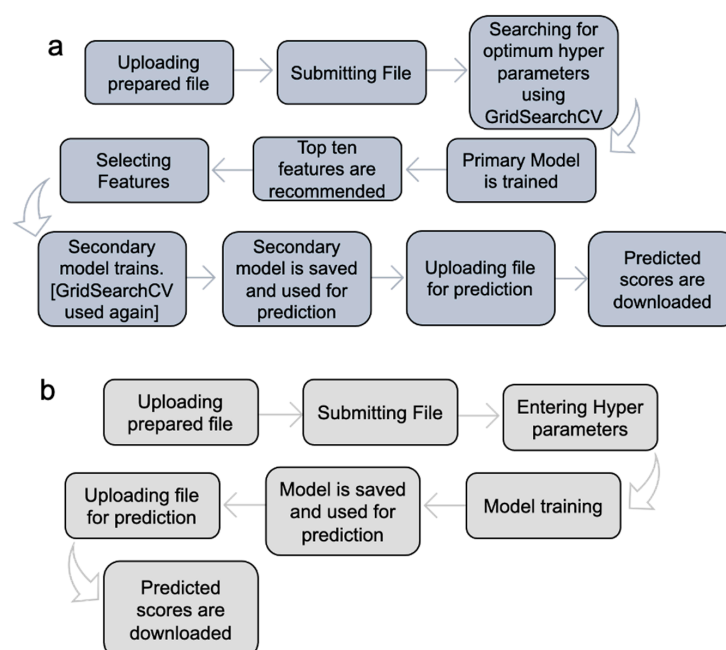 a
Uploading
prepared file
Submitting File
Searching for
optimum hyper
parameters
using
GridSearchCV
Primary Model
is trained
Top ten
features are
recommended
Selecting
Features
Secondary
model trains.
[GridSearchCV
used again]
Secondary
model is saved
and used for
prediction
Uploading file
for prediction
Predicted
scores are
downloaded
b
Uploading
prepared file
Submitting File
Entering Hyper
parameters
Model training
Model is saved
and used for
prediction
Uploading file
for prediction
Predicted
scores are
downloaded